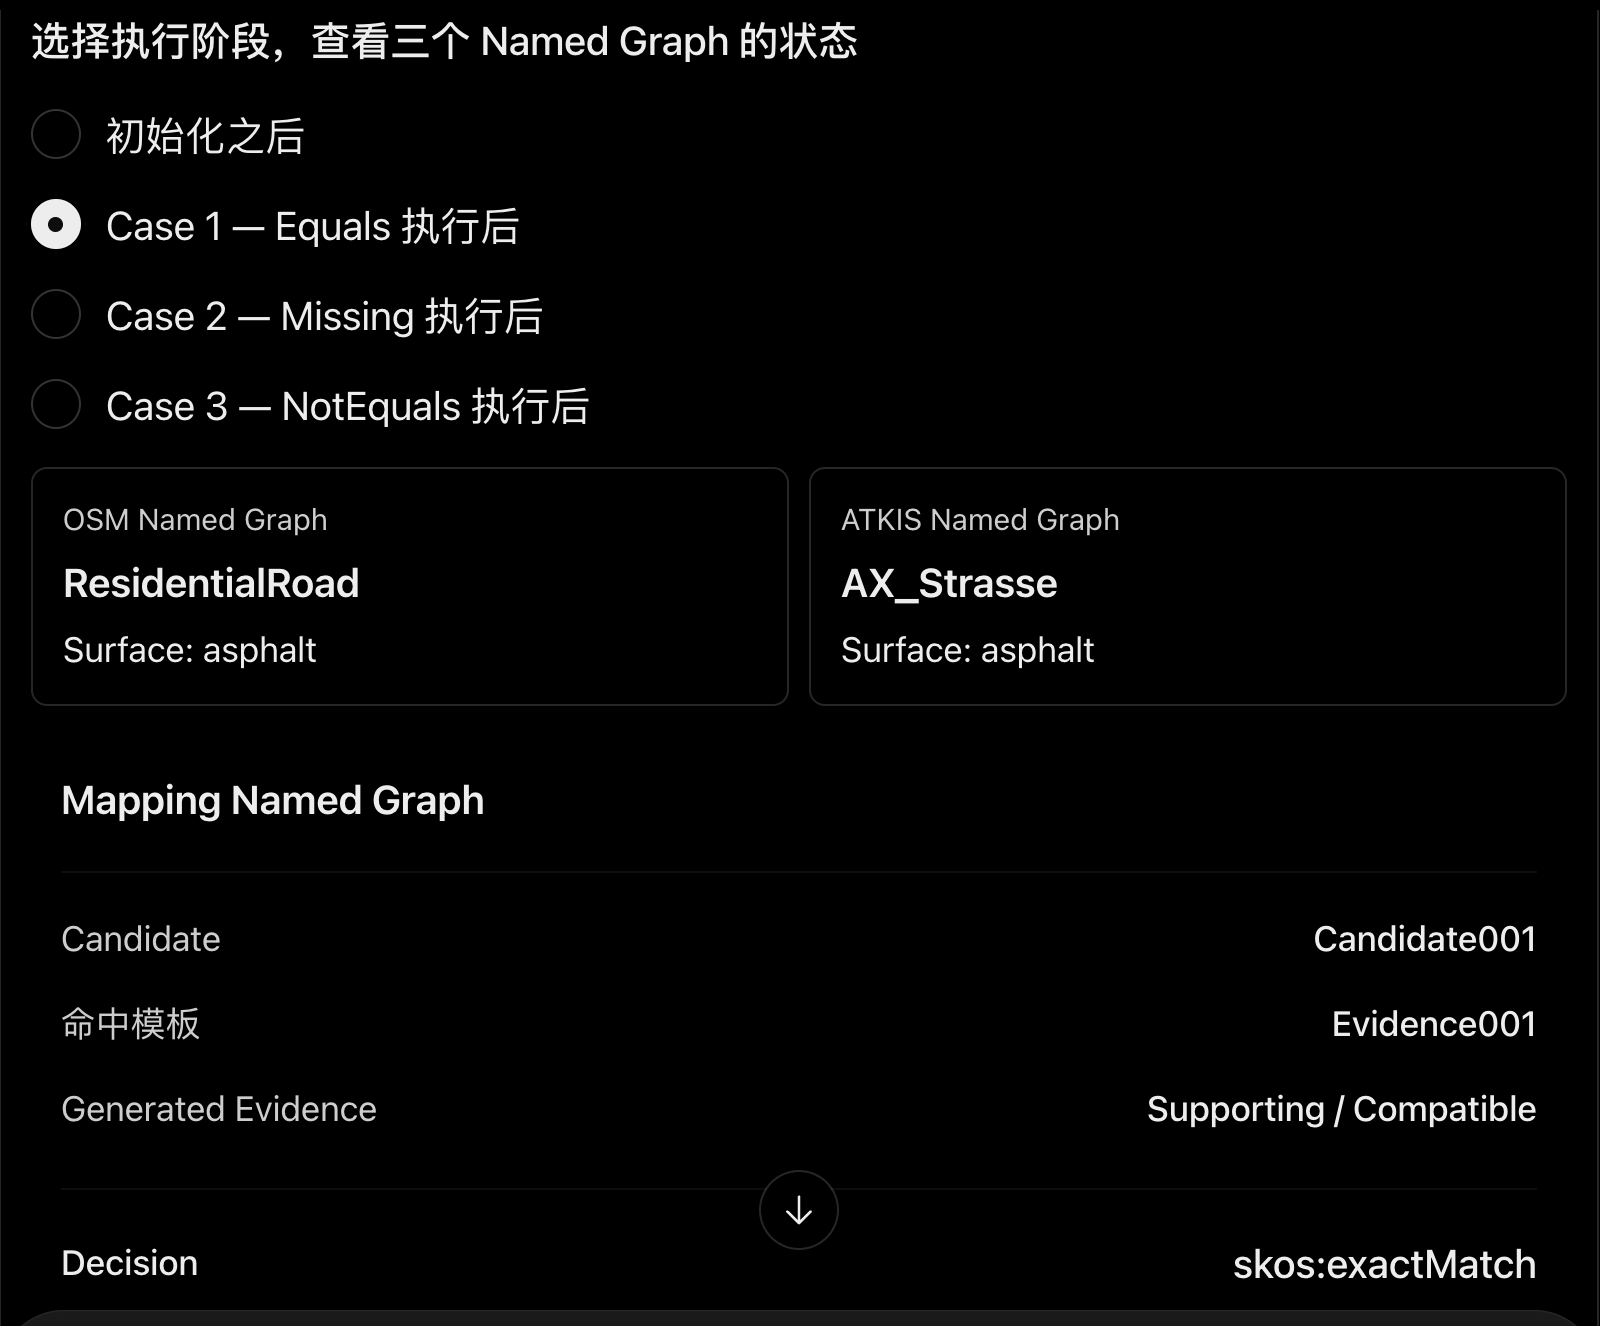 选择执行阶段，查看三个 Named Graph 的状态
初始化之后
Case 1 — Equals 执行后
Case 2 — Missing 执行后
Case 3 — NotEquals 执行后
OSM Named Graph
ResidentialRoad
Surface: asphalt
ATKIS Named Graph
AX_Strasse
Surface: asphalt
Mapping Named Graph
Candidate
Candidate001
命中模板
Evidence001
Generated Evidence
Supporting / Compatible
Decision
skos:exactMatch